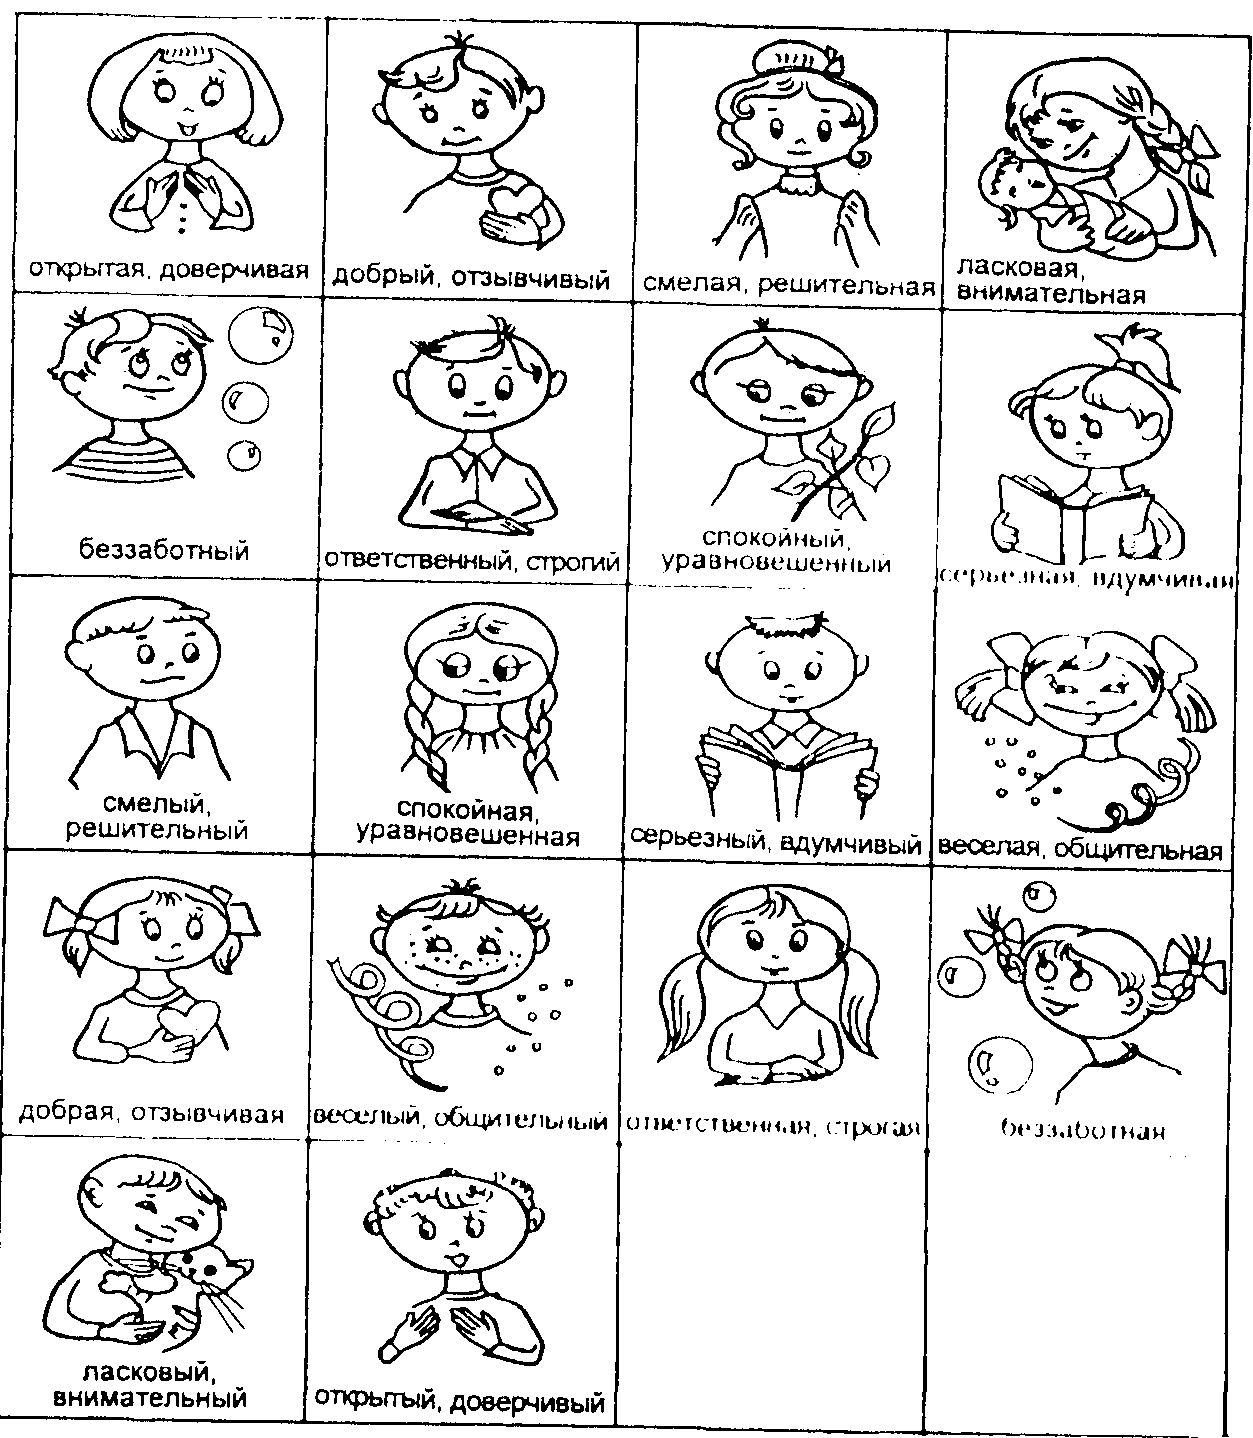 открытая, доверчивая
добрый, отзывчивый
смелая, решительная
ласковая,
внимательная
беззаботный
ответственный, строгий
спокойный,
уравновешенный
серьезная, вдумчивая
смелый,
решительный
спокойная,
уравновешенная
серьезный, вдумчивый
веселая, общительная
добрая, отзывчивая
веселый, общительный
ответственная, строгая
беззаботная
ласковый,
внимательный
открытый, доверчивый